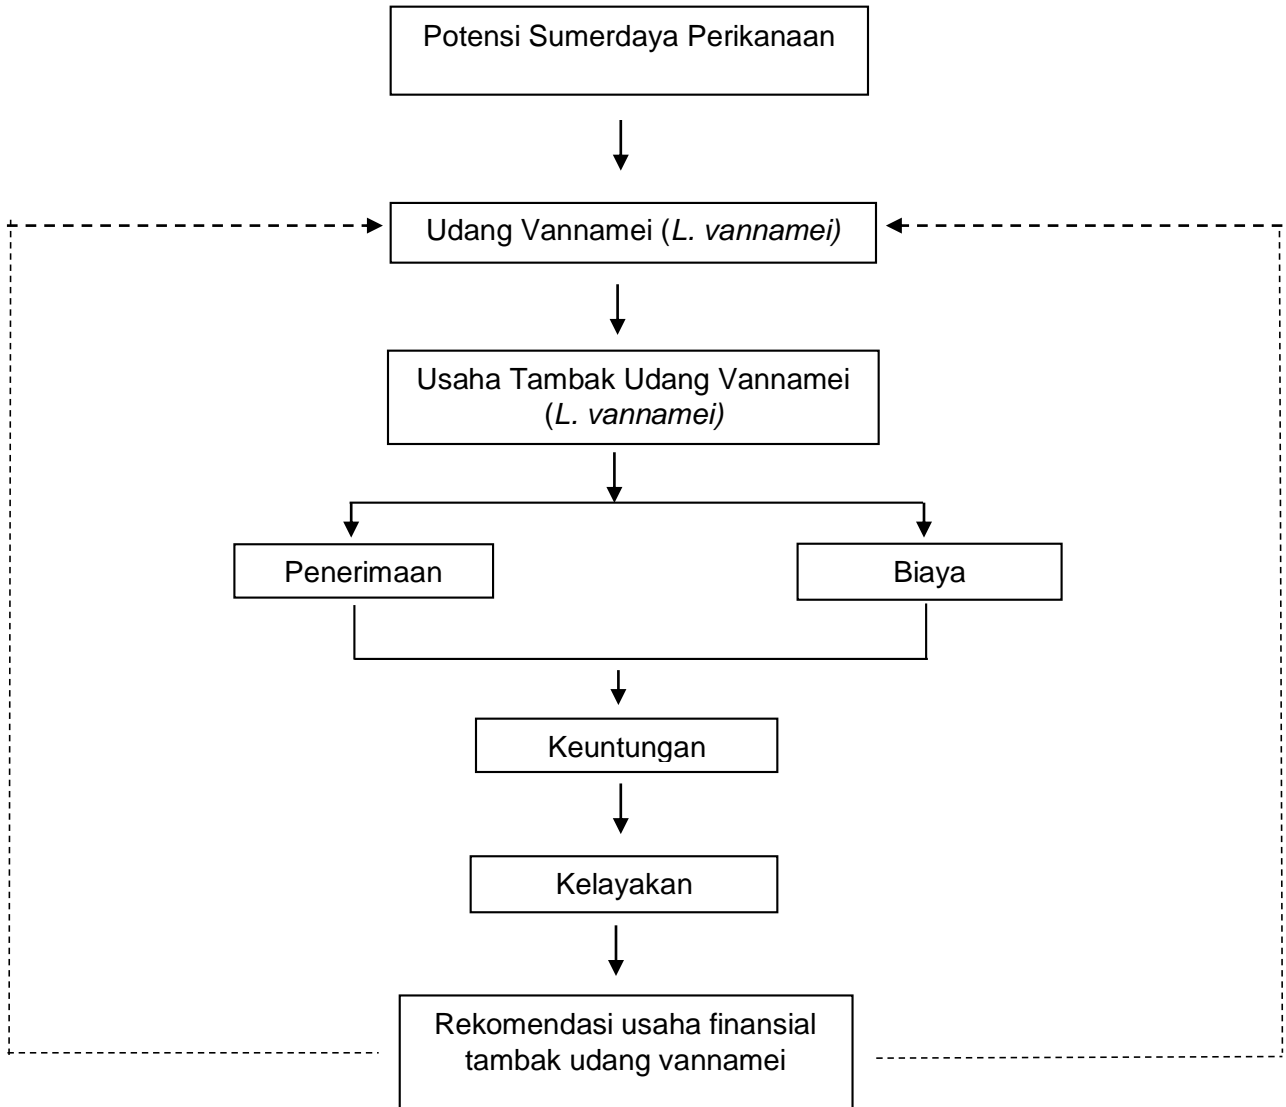 Potensi Sumerdaya Perikanaan
Udang Vannamei (L. vannamei)
Usaha Tambak Udang Vannamei
(L. vannamei)
Penerimaan
Biaya
Keuntungan
Kelayakan
Rekomendasi usaha finansial
tambak udang vannamei